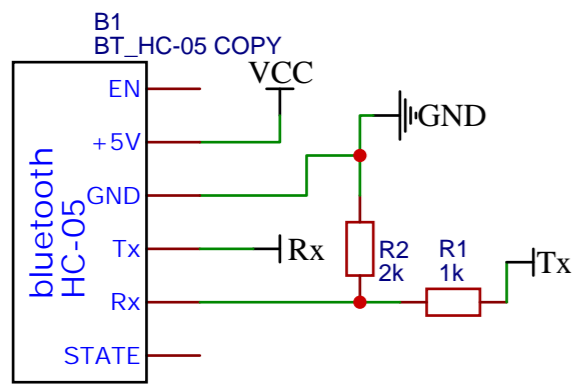 B1
BT_HC-05 COPY
VCC
EN
+5V
GND
GND
Tx
Rx
Rx
STATE
bluetooth
HC-05
R2
2k
R1
1k
Tx